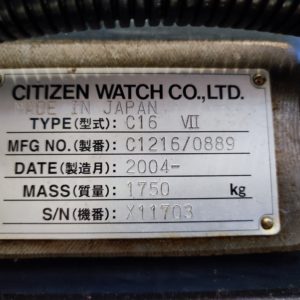 CITIZEN WATCH CO.,LTD.
MADE IN JAPAN
TYPE(型式): C16 VII
MFG NO.(製番): C1216/0889
DATE(製造月): 2004-
MASS(質量): 1750 kg
S/N(機番): X11703